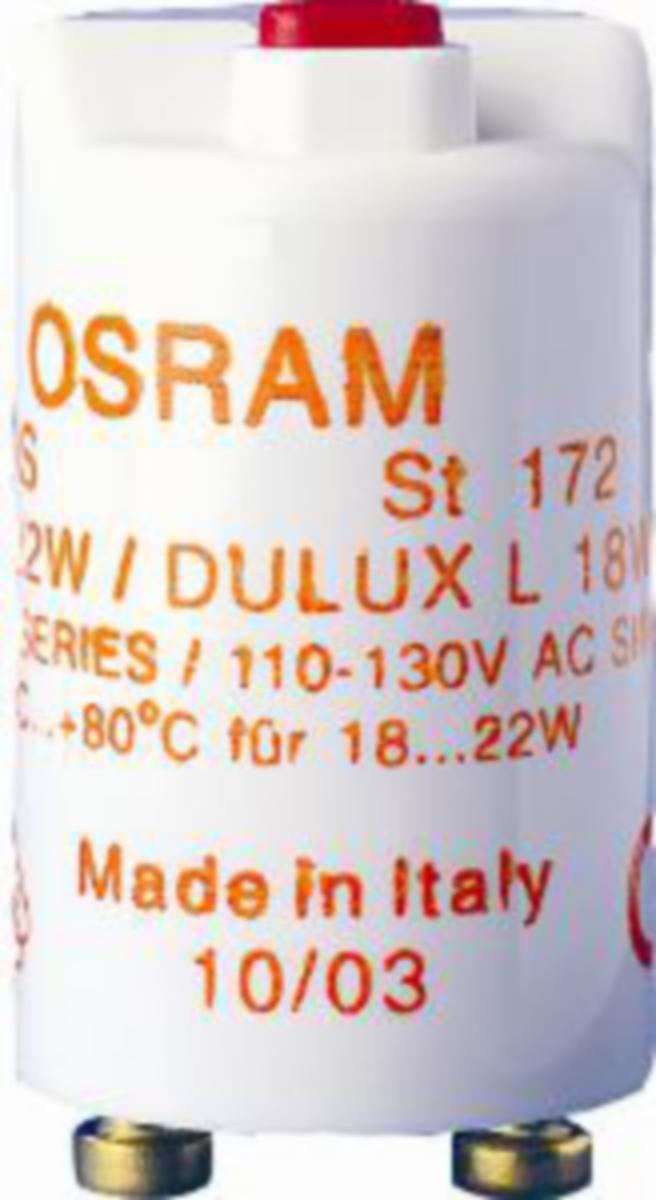 OSRAM
St 172
22W / DULUX L 18W
SERIES / 110-130V AC
C...+80°C für 18...22W
Made in Italy
10/03